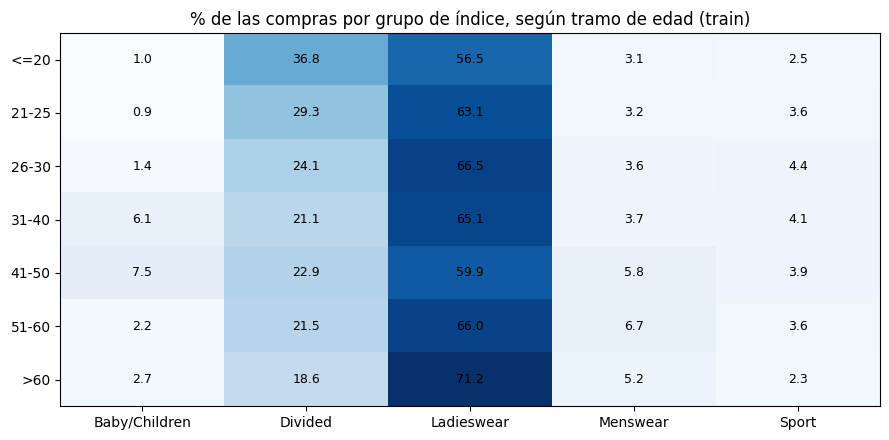 % de las compras por grupo de índice, según tramo de edad (train)
<=20 1.0 36.8 56.5 3.1 2.5
21-25 0.9 29.3 63.1 3.2 3.6
26-30 1.4 24.1 66.5 3.6 4.4
31-40 6.1 21.1 65.1 3.7 4.1
41-50 7.5 22.9 59.9 5.8 3.9
51-60 2.2 21.5 66.0 6.7 3.6
>60 2.7 18.6 71.2 5.2 2.3
Baby/Children Divided Ladieswear Menswear Sport